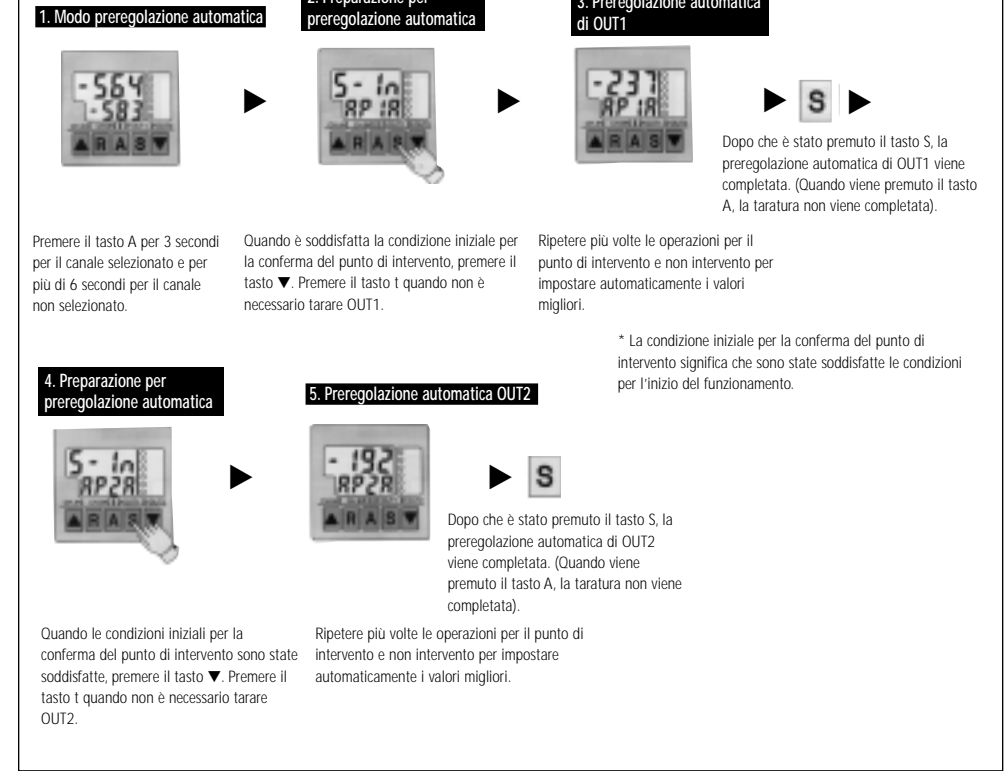 1. Modo preregolazione automatica
2. Preparazione per
preregolazione automatica
3. Preregolazione automatica
di OUT1
-564
-583
▲ R A S ▼
S-In
AP1A
▲ R A S ▼
-237
AP1A
▲ R A S ▼
S
Dopo che è stato premuto il tasto S, la
preregolazione automatica di OUT1 viene
completata. (Quando viene premuto il tasto
A, la taratura non viene completata).
Premere il tasto A per 3 secondi
per il canale selezionato e per
più di 6 secondi per il canale
non selezionato.
Quando è soddisfatta la condizione iniziale per
la conferma del punto di intervento, premere il
tasto ▼. Premere il tasto t quando non è
necessario tarare OUT1.
Ripetere più volte le operazioni per il
punto di intervento e non intervento per
impostare automaticamente i valori
migliori.
* La condizione iniziale per la conferma del punto di
intervento significa che sono state soddisfatte le condizioni
per l'inizio del funzionamento.
4. Preparazione per
preregolazione automatica
5. Preregolazione automatica OUT2
S-In
AP2A
▲ R A S ▼
-192
AP2A
▲ R A S ▼
S
Dopo che è stato premuto il tasto S, la
preregolazione automatica di OUT2
viene completata. (Quando viene
premuto il tasto A, la taratura non viene
completata).
Quando le condizioni iniziali per la
conferma del punto di intervento sono state
soddisfatte, premere il tasto ▼. Premere il
tasto t quando non è necessario tarare
OUT2.
Ripetere più volte le operazioni per il punto di
intervento e non intervento per impostare
automaticamente i valori migliori.